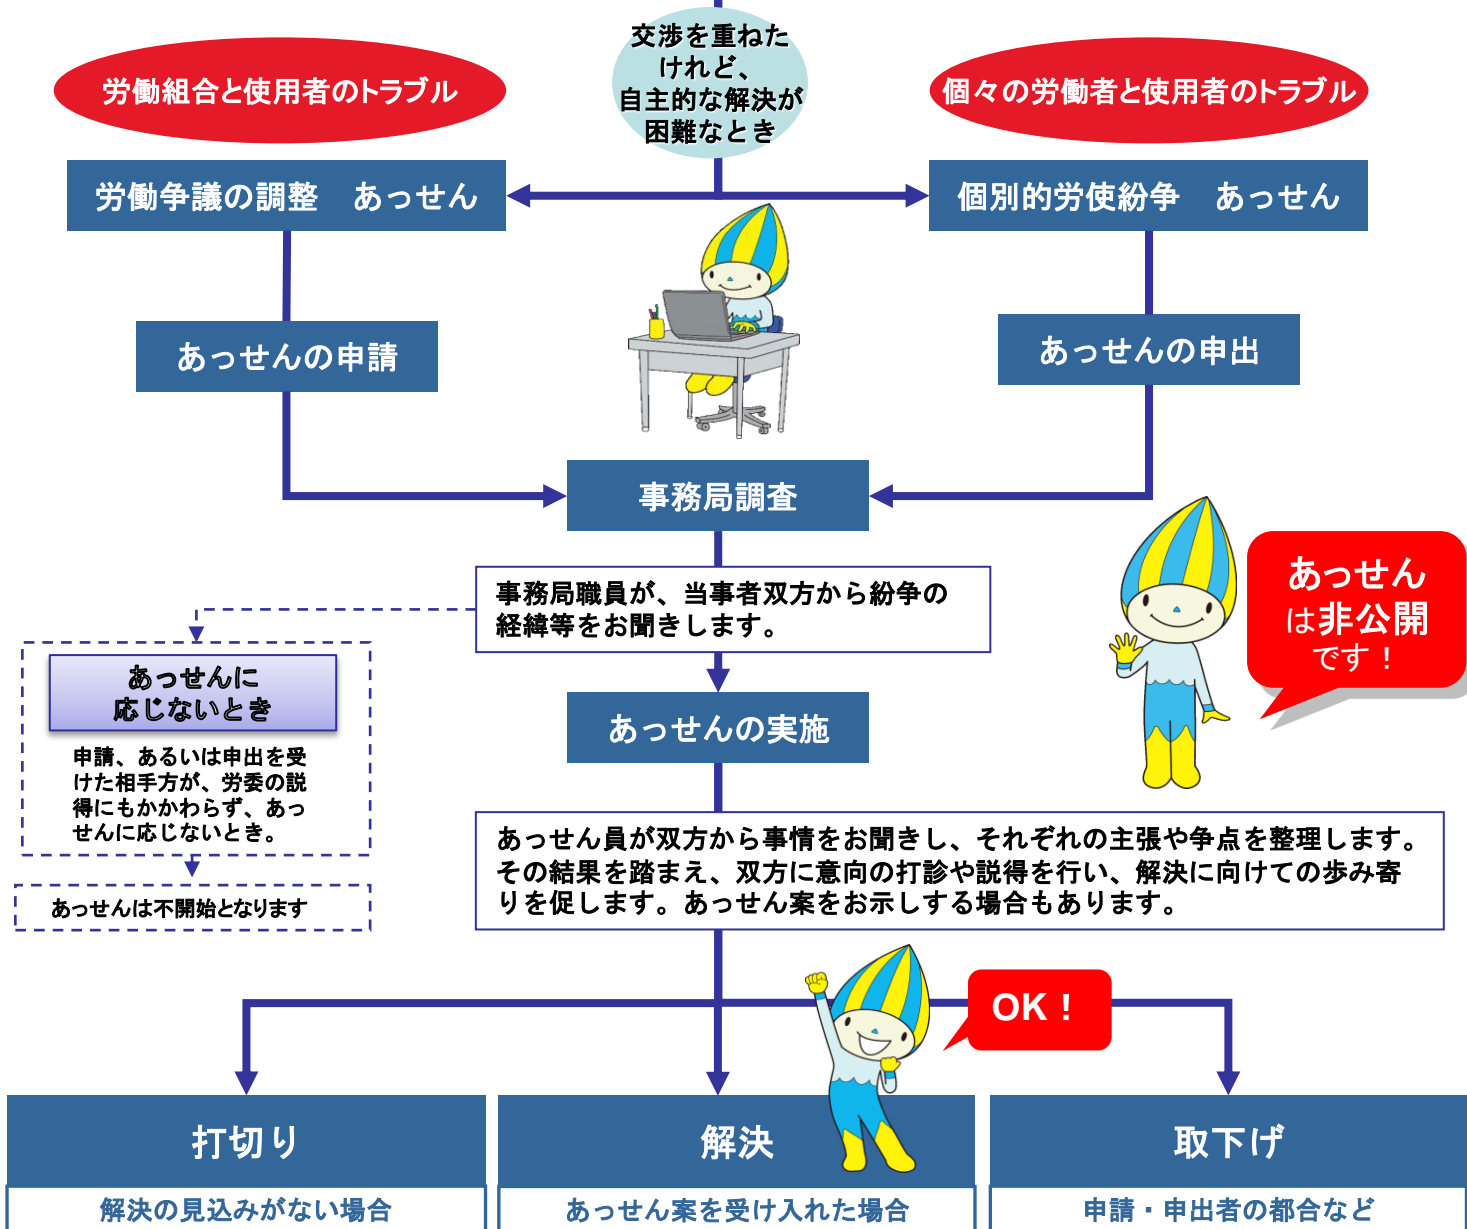 交渉を重ねた
けれど、
自主的な解決が
困難なとき
労働組合と使用者のトラブル
個々の労働者と使用者のトラブル
労働争議の調整　あっせん
個別的労使紛争　あっせん
あっせんの申請
あっせんの申出
事務局調査
事務局職員が、当事者双方から紛争の
経緯等をお聞きします。
あっせん
は非公開
です！
あっせんに
応じないとき
申請、あるいは申出を受
けた相手方が、労委の説
得にもかかわらず、あっ
せんに応じないとき。
あっせんは不開始となります
あっせんの実施
あっせん員が双方から事情をお聞きし、それぞれの主張や争点を整理します。
その結果を踏まえ、双方に意向の打診や説得を行い、解決に向けての歩み寄
りを促します。あっせん案をお示しする場合もあります。
OK！
打切り
解決の見込みがない場合
解決
あっせん案を受け入れた場合
取下げ
申請・申出者の都合など